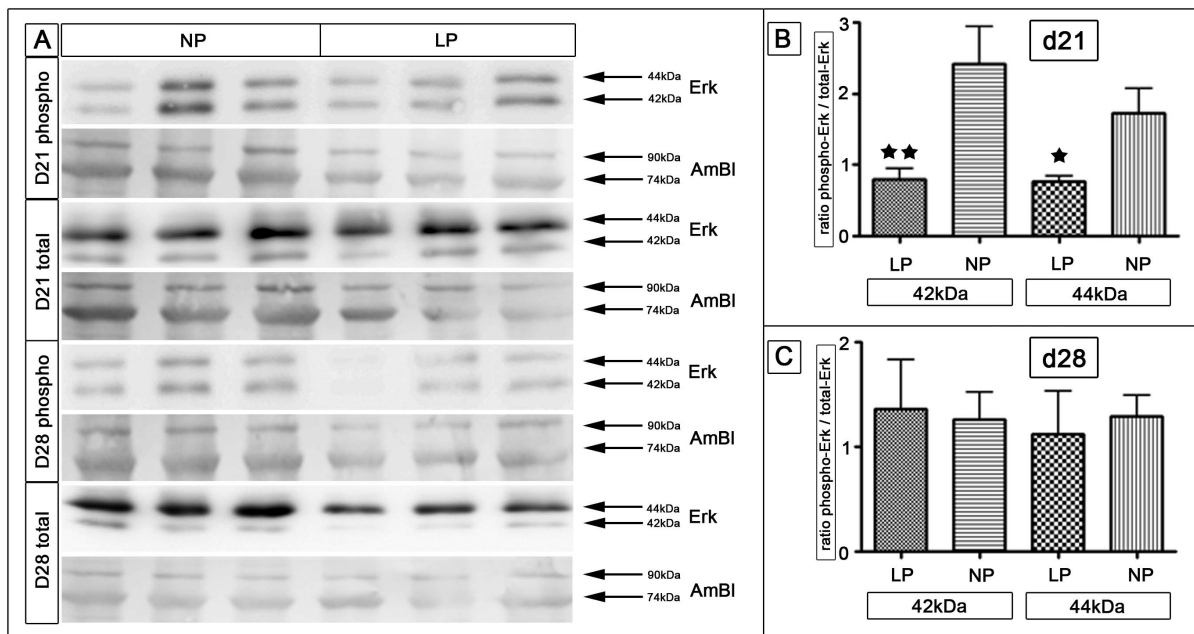 A
NP
LP
D21 phospho
44kDa
42kDa
Erk
90kDa
74kDa
AmBl
D21 total
44kDa
42kDa
Erk
90kDa
74kDa
AmBl
D28 phospho
44kDa
42kDa
Erk
90kDa
74kDa
AmBl
D28 total
44kDa
42kDa
Erk
90kDa
74kDa
AmBl
B
d21
ratio phospho-Erk / total-Erk
3
2
1
0
LP NP LP NP
42kDa 44kDa
C
d28
ratio phospho-Erk / total-Erk
2
1
0
LP NP LP NP
42kDa 44kDa